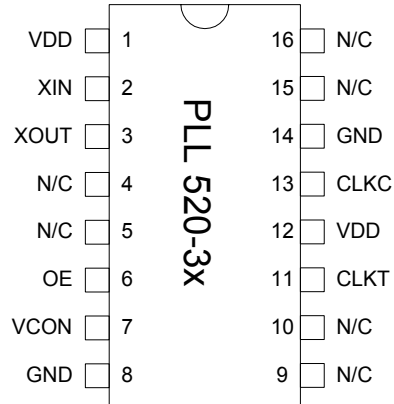 VDD 1 16 N/C
XIN 2 15 N/C
XOUT 3 14 GND
N/C 4 13 CLKC
N/C 5 12 VDD
OE 6 11 CLKT
VCON 7 10 N/C
GND 8 9 N/C
PLL 520-3x